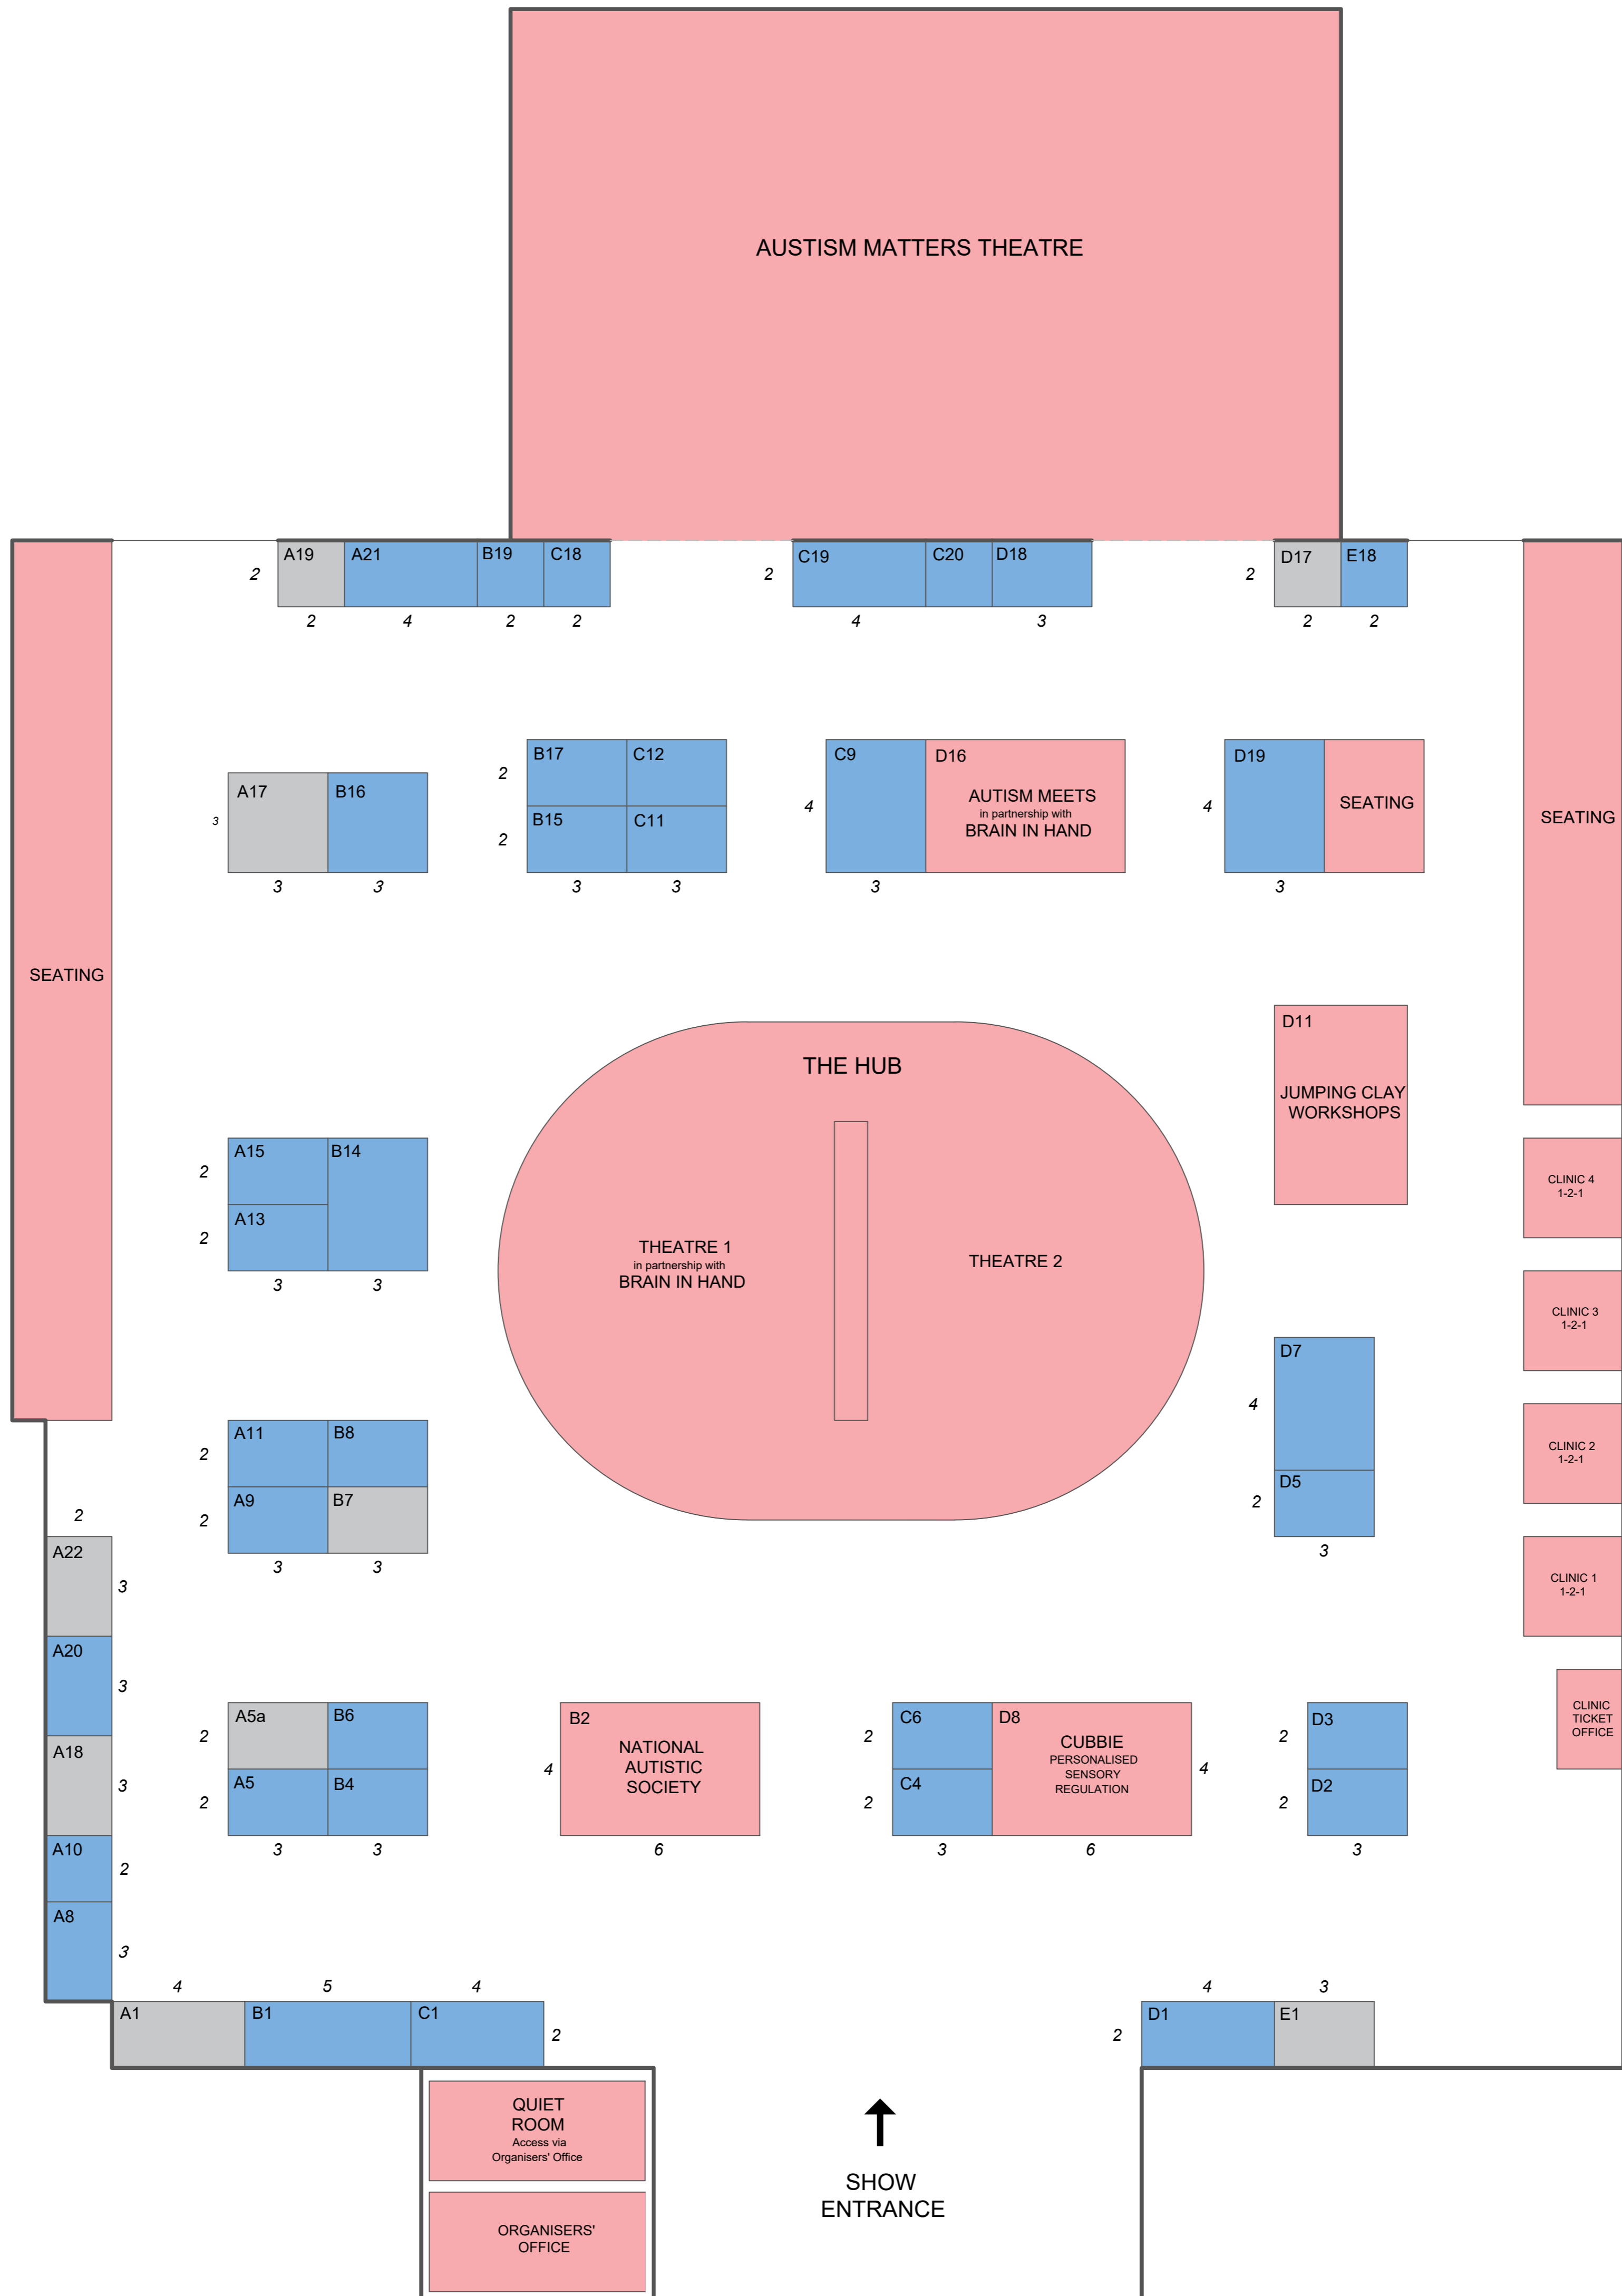 AUSTISM MATTERS THEATRE
A19
A21
B19
C18
C19
C20
D18
D17
E18
2
2
2
2
4
2
2
4
3
2
2
B17
C12
C9
D16
D19
2
A17
B16
AUTISM MEETS
in partnership with
BRAIN IN HAND
SEATING
SEATING
3
4
4
B15
C11
2
3
3
3
3
3
3
SEATING
D11
JUMPING CLAY
WORKSHOPS
THE HUB
THEATRE 1
in partnership with
BRAIN IN HAND
THEATRE 2
A15
B14
2
A13
2
3
3
CLINIC 4
1-2-1
CLINIC 3
1-2-1
D7
4
D5
2
3
CLINIC 2
1-2-1
A11
B8
2
A9
B7
2
3
3
2
A22
3
A20
3
A18
3
A10
2
A8
3
CLINIC 1
1-2-1
CLINIC
TICKET
OFFICE
A5a
B6
2
A5
B4
2
3
3
B2
NATIONAL
AUTISTIC
SOCIETY
4
6
C6
D8
2
CUBBIE
PERSONALISED
SENSORY
REGULATION
4
C4
2
3
6
D3
2
D2
2
3
4
5
4
A1
B1
C1
2
4
3
D1
E1
2
QUIET
ROOM
Access via
Organisers' Office
ORGANISERS'
OFFICE
SHOW
ENTRANCE